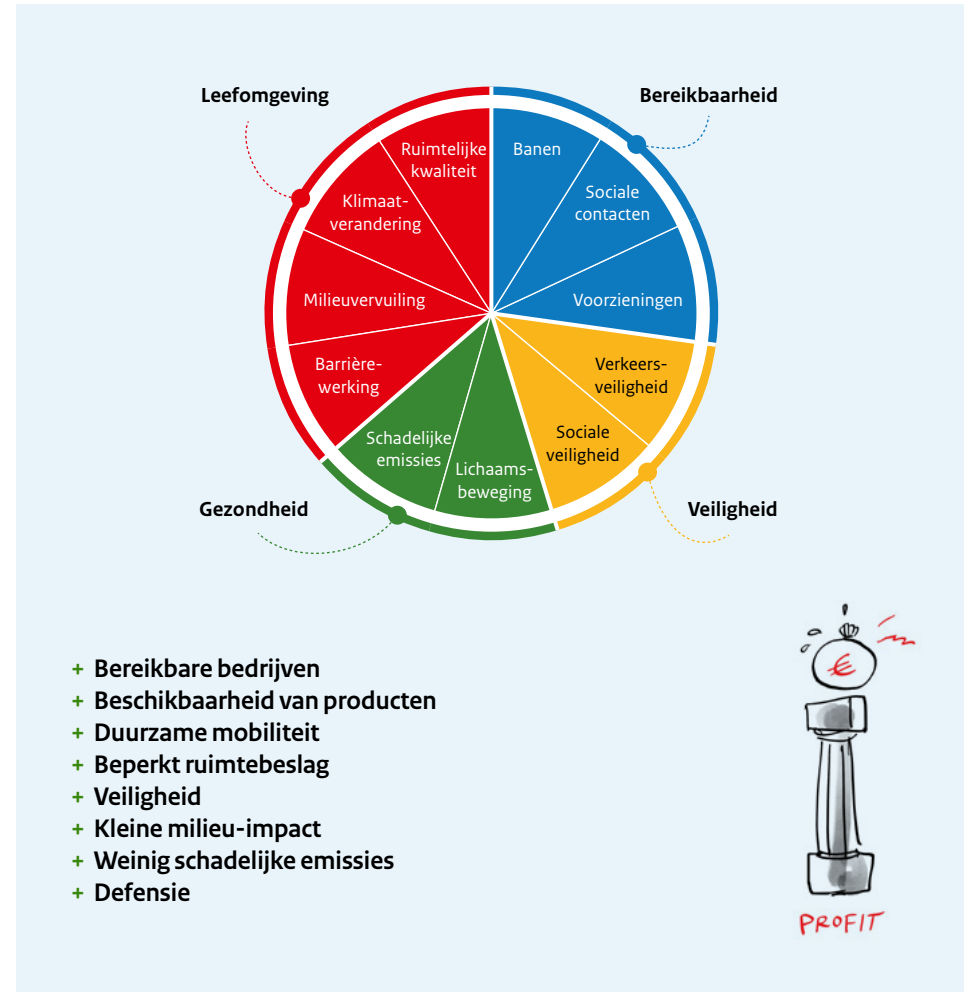 Leefomgeving
Bereikbaarheid
Ruimtelijke
kwaliteit
Banen
Klimaat-
verandering
Sociale
contacten
Milieuvervuiling
Voorzieningen
Barrière-
werking
Verkeers-
veiligheid
Schadelijke
emissies
Lichaams-
beweging
Sociale
veiligheid
Gezondheid
Veiligheid
€
+ Bereikbare bedrijven
+ Beschikbaarheid van producten
+ Duurzame mobiliteit
+ Beperkt ruimtebeslag
+ Veiligheid
+ Kleine milieu-impact
+ Weinig schadelijke emissies
+ Defensie
PROFIT